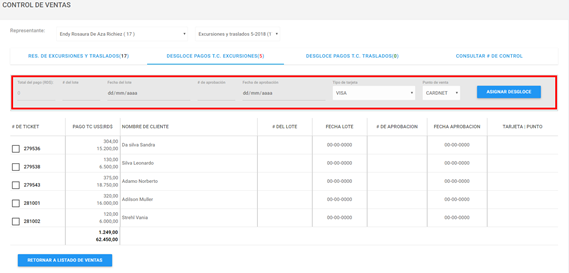 CONTROL DE VENTAS
Representante: Enily Rosaura De Aza Richiez ( 17 ) Excursiones y traslados 5-2018 (1
RES. DE EXCURSIONES Y TRASLADOS(17) DESGLOCE PAGOS T.C. EXCURSIONES(5) DESGLOCE PAGOS T.C. TRASLADOS(0) CONSULTAR # DE CONTROL
Total del pago (RD$) # del lote Fecha del lote # de aprobación Fecha de aprobación Tipo de tarjeta Punto de venta
0 dd/mm/aaaa dd/mm/aaaa VISA CARDNET ASIGNAR DESGLOCE
# DE TICKET PAGO TC USD/RD$ NOMBRE DE CLIENTE # DEL LOTE FECHA LOTE # DE APROBACION FECHA APROBACION TARJETA | PUNTO
279536 304,00 15.200,00 Da silva Sandra 00-00-0000 00-00-0000
279538 130,00 6.500,00 Silva Leonardo 00-00-0000 00-00-0000
279543 375,00 18.750,00 Adamo Norberto 00-00-0000 00-00-0000
281001 320,00 16.000,00 Adilson Muller 00-00-0000 00-00-0000
281002 120,00 6.000,00 Strehl Vania 00-00-0000 00-00-0000
1.249,00
62.450,00
RETORNAR A LISTADO DE VENTAS